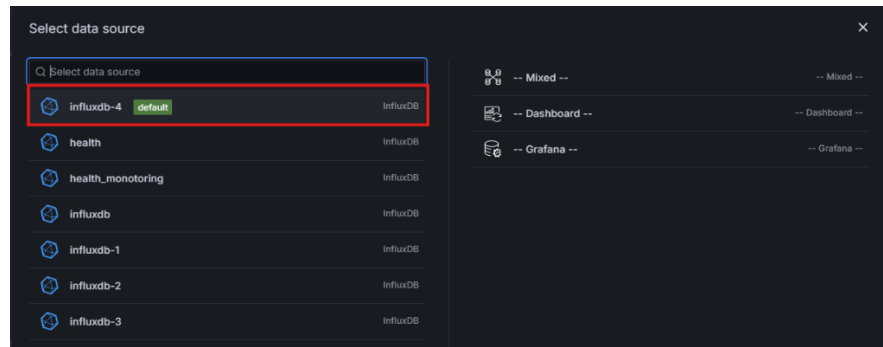 Select data source
Select data source
influxdb-4 default InfluxDB
health InfluxDB
health_monotoring InfluxDB
influxdb InfluxDB
influxdb-1 InfluxDB
influxdb-2 InfluxDB
influxdb-3 InfluxDB
-- Mixed -- -- Mixed --
-- Dashboard -- -- Dashboard --
-- Grafana -- -- Grafana --